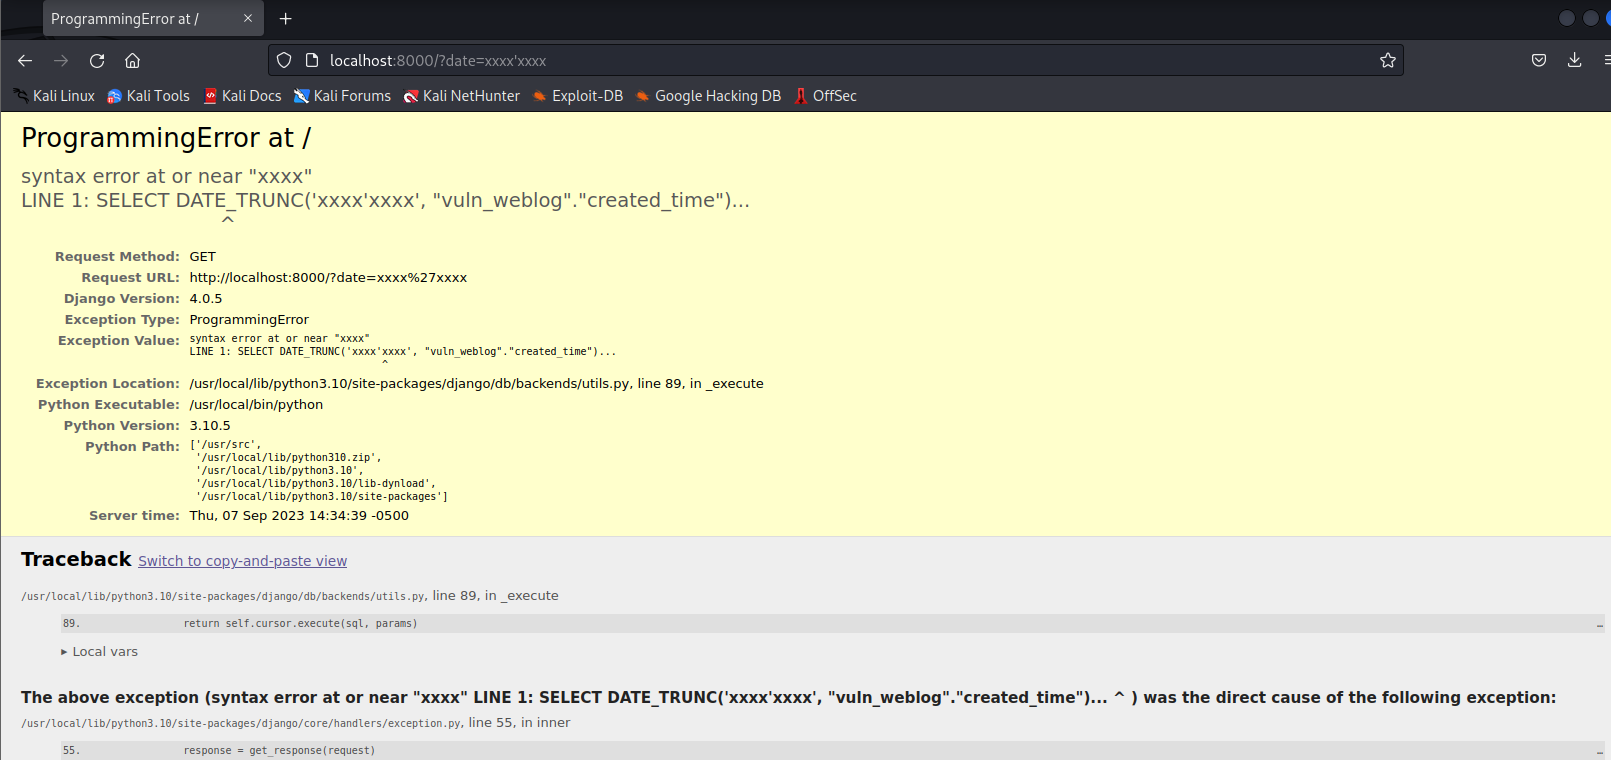 ProgrammingError at /
localhost:8000/?date=xxxx'xxxx
Kali Linux Kali Tools Kali Docs Kali Forums Kali NetHunter Exploit-DB Google Hacking DB OffSec
ProgrammingError at /
syntax error at or near "xxxx"
LINE 1: SELECT DATE_TRUNC('xxxx'xxxx', "vuln_weblog"."created_time")...
^
Request Method: GET
Request URL: http://localhost:8000/?date=xxxx%27xxxx
Django Version: 4.0.5
Exception Type: ProgrammingError
Exception Value: syntax error at or near "xxxx"
LINE 1: SELECT DATE_TRUNC('xxxx'xxxx', "vuln_weblog"."created_time")...
^
Exception Location: /usr/local/lib/python3.10/site-packages/django/db/backends/utils.py, line 89, in _execute
Python Executable: /usr/local/bin/python
Python Version: 3.10.5
Python Path: ['/usr/src',
'/usr/local/lib/python310.zip',
'/usr/local/lib/python3.10',
'/usr/local/lib/python3.10/lib-dynload',
'/usr/local/lib/python3.10/site-packages']
Server time: Thu, 07 Sep 2023 14:34:39 -0500
Traceback Switch to copy-and-paste view
/usr/local/lib/python3.10/site-packages/django/db/backends/utils.py, line 89, in _execute
89. return self.cursor.execute(sql, params) …
▸ Local vars
The above exception (syntax error at or near "xxxx" LINE 1: SELECT DATE_TRUNC('xxxx'xxxx', "vuln_weblog"."created_time")... ^ ) was the direct cause of the following exception:
/usr/local/lib/python3.10/site-packages/django/core/handlers/exception.py, line 55, in inner
55. response = get_response(request) …